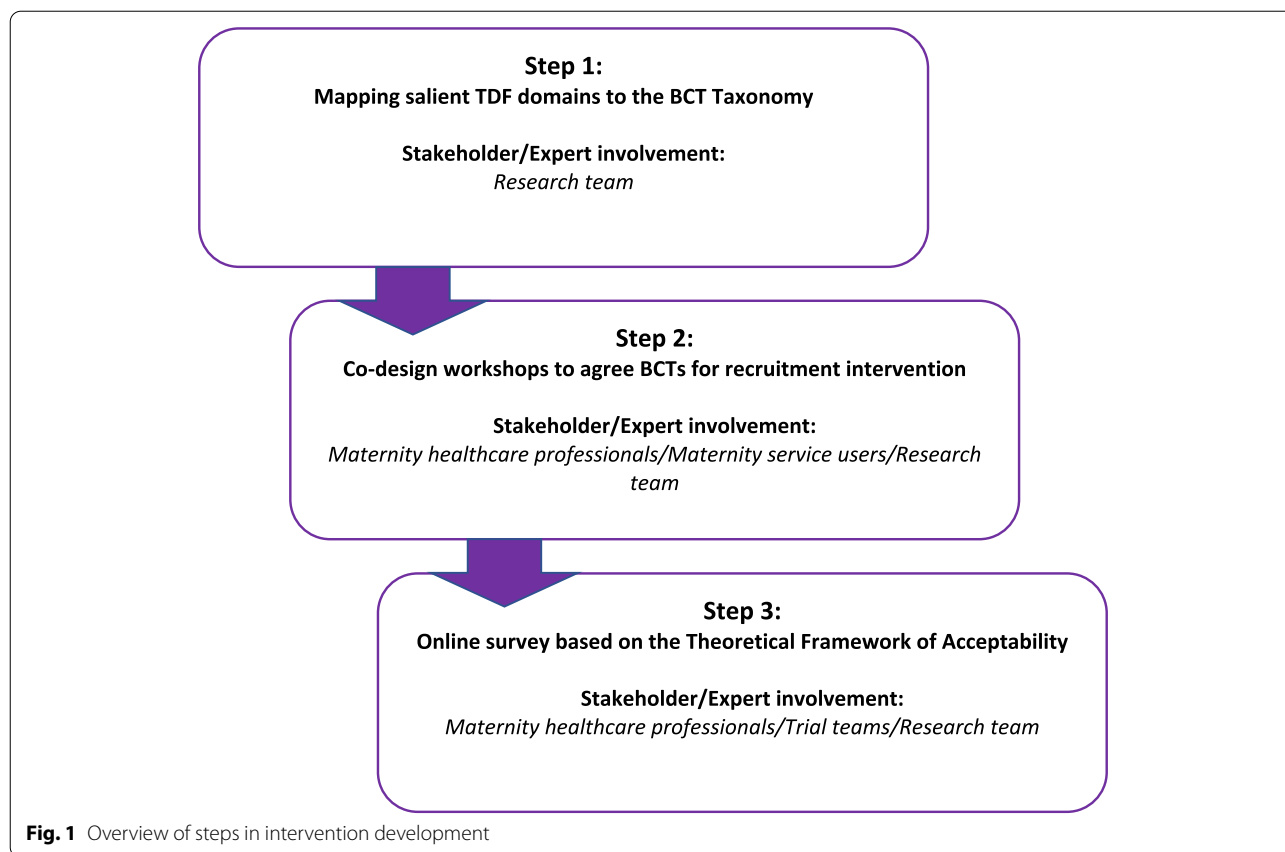 Step 1:
Mapping salient TDF domains to the BCT Taxonomy
Stakeholder/Expert involvement:
Research team
Step 2:
Co-design workshops to agree BCTs for recruitment intervention
Stakeholder/Expert involvement:
Maternity healthcare professionals/Maternity service users/Research
team
Step 3:
Online survey based on the Theoretical Framework of Acceptability
Stakeholder/Expert involvement:
Maternity healthcare professionals/Trial teams/Research team
Fig. 1 Overview of steps in intervention development